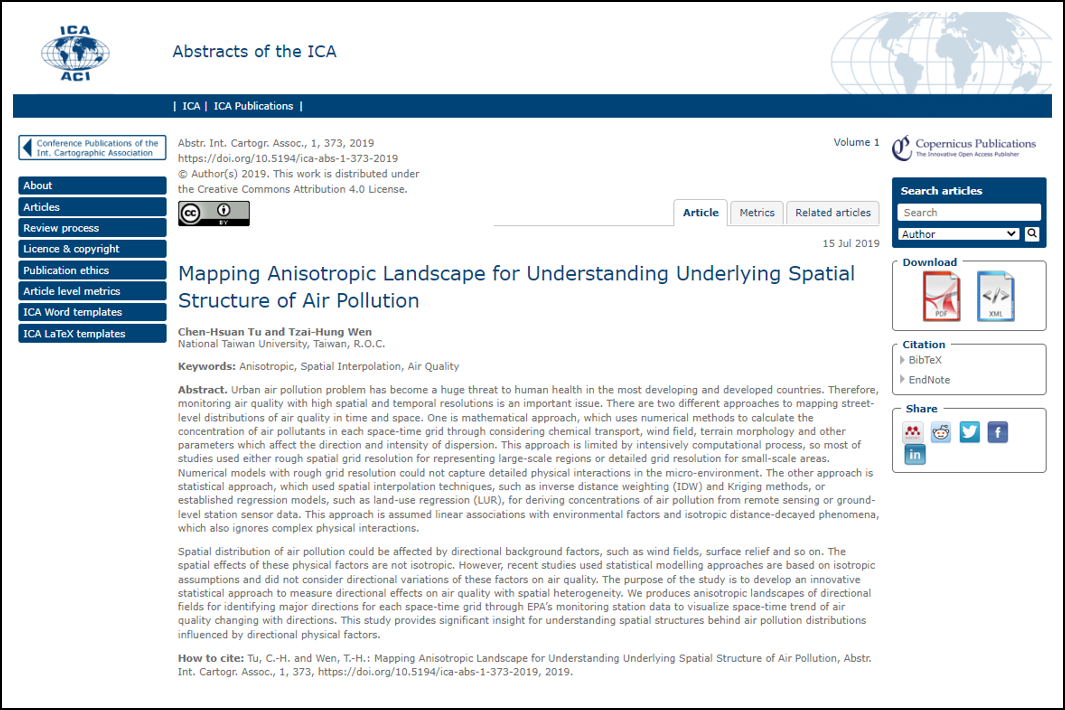 ICA
ACI
Abstracts of the ICA
| ICA | ICA Publications |
Conference Publications of the
Int. Cartographic Association
About
Articles
Review process
Licence & copyright
Publication ethics
Article level metrics
ICA Word templates
ICA LaTeX templates
Abstr. Int. Cartogr. Assoc., 1, 373, 2019
https://doi.org/10.5194/ica-abs-1-373-2019
© Author(s) 2019. This work is distributed under
the Creative Commons Attribution 4.0 License.
cc
BY
Volume 1
Article
Metrics
Related articles
15 Jul 2019
Mapping Anisotropic Landscape for Understanding Underlying Spatial
Structure of Air Pollution
Chen-Hsuan Tu and Tzai-Hung Wen
National Taiwan University, Taiwan, R.O.C.
Keywords: Anisotropic, Spatial Interpolation, Air Quality
Abstract. Urban air pollution problem has become a huge threat to human health in the most developing and developed countries. Therefore,
monitoring air quality with high spatial and temporal resolutions is an important issue. There are two different approaches to mapping street-
level distributions of air quality in time and space. One is mathematical approach, which uses numerical methods to calculate the
concentration of air pollutants in each space-time grid through considering chemical transport, wind field, terrain morphology and other
parameters which affect the direction and intensity of dispersion. This approach is limited by intensively computational process, so most of
studies used either rough spatial grid resolution for representing large-scale regions or detailed grid resolution for small-scale areas.
Numerical models with rough grid resolution could not capture detailed physical interactions in the micro-environment. The other approach is
statistical approach, which used spatial interpolation techniques, such as inverse distance weighting (IDW) and Kriging methods, or
established regression models, such as land-use regression (LUR), for deriving concentrations of air pollution from remote sensing or ground-
level station sensor data. This approach is assumed linear associations with environmental factors and isotropic distance-decayed phenomena,
which also ignores complex physical interactions.
Spatial distribution of air pollution could be affected by directional background factors, such as wind fields, surface relief and so on. The
spatial effects of these physical factors are not isotropic. However, recent studies used statistical modelling approaches are based on isotropic
assumptions and did not consider directional variations of these factors on air quality. The purpose of the study is to develop an innovative
statistical approach to measure directional effects on air quality with spatial heterogeneity. We produces anisotropic landscapes of directional
fields for identifying major directions for each space-time grid through EPA's monitoring station data to visualize space-time trend of air
quality changing with directions. This study provides significant insight for understanding spatial structures behind air pollution distributions
influenced by directional physical factors.
How to cite: Tu, C.-H. and Wen, T.-H.: Mapping Anisotropic Landscape for Understanding Underlying Spatial Structure of Air Pollution, Abstr.
Int. Cartogr. Assoc., 1, 373, https://doi.org/10.5194/ica-abs-1-373-2019, 2019.
Copernicus Publications
The Innovative Open Access Publisher
Search articles
Search
Author
Download
PDF
</>
XML
Citation
BibTeX
EndNote
Share
f
in